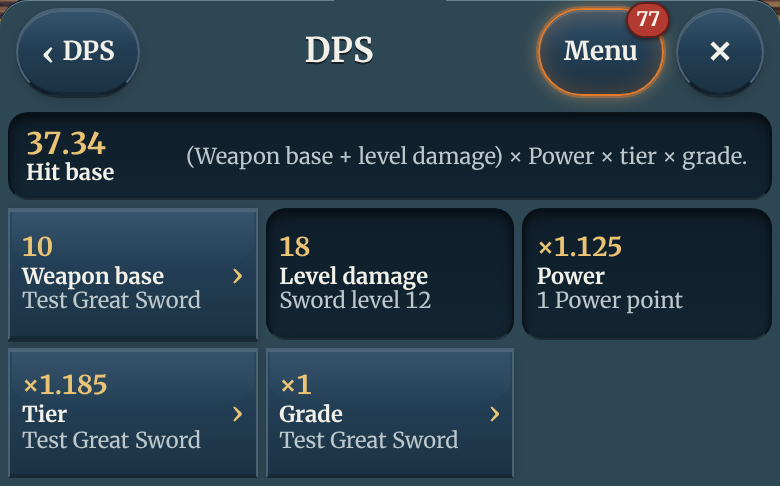 ‹ DPS
DPS
Menu
77
×
37.34
Hit base
(Weapon base + level damage) × Power × tier × grade.
10
Weapon base
Test Great Sword
›
18
Level damage
Sword level 12
×1.125
Power
1 Power point
×1.185
Tier
Test Great Sword
›
×1
Grade
Test Great Sword
›